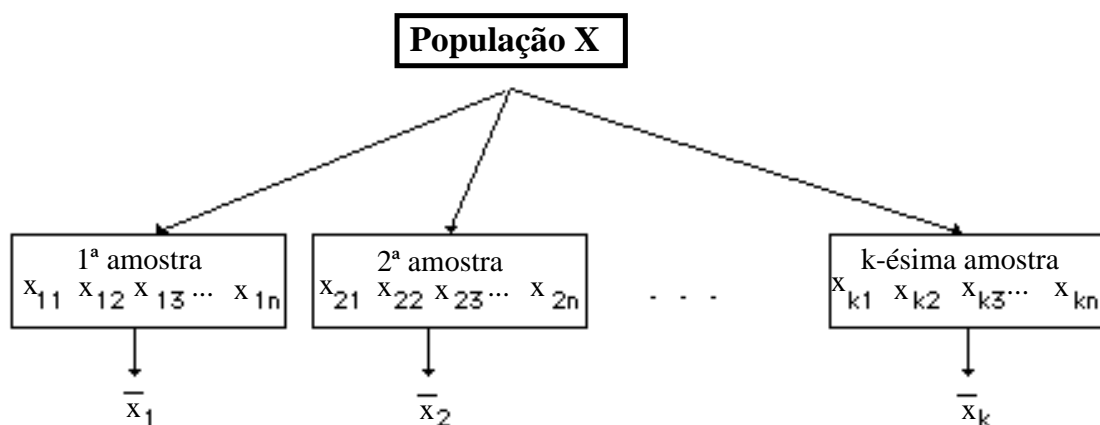 População X
1ª amostra
x11 x12 x13 ... x1n
2ª amostra
x21 x22 x23 ... x2n
. . .
k-ésima amostra
xk1 xk2 xk3 ... xkn
x̄1
x̄2
x̄k